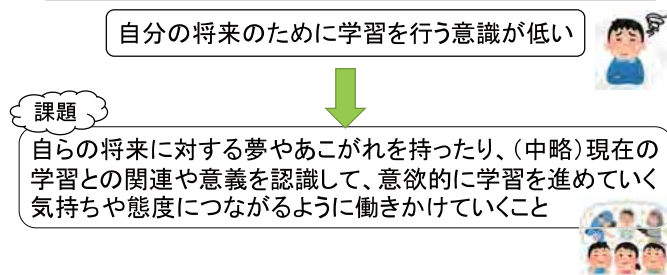 自分の将来のために学習を行う意識が低い
課題
自らの将来に対する夢やあこがれを持ったり、(中略)現在の
学習との関連や意義を認識して、意欲的に学習を進めていく
気持ちや態度につながるように働きかけていくこと